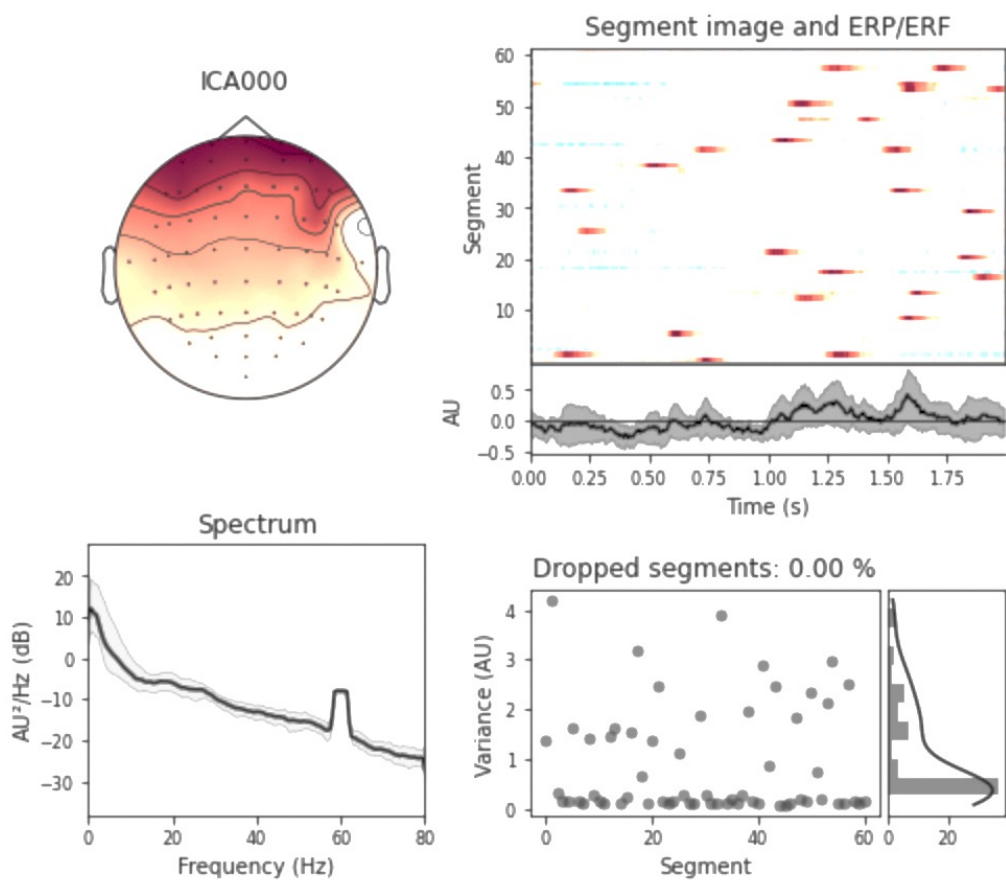 Segment image and ERP/ERF
ICA000
60
50
40
30
20
10
Segment
0.5
0.0
−0.5
AU
0.00 0.25 0.50 0.75 1.00 1.25 1.50 1.75
Time (s)
Spectrum
20
10
0
−10
−20
−30
AU²/Hz (dB)
0 20 40 60 80
Frequency (Hz)
Dropped segments: 0.00 %
4
3
2
1
0
Variance (AU)
0 20 40 60
Segment
0 20